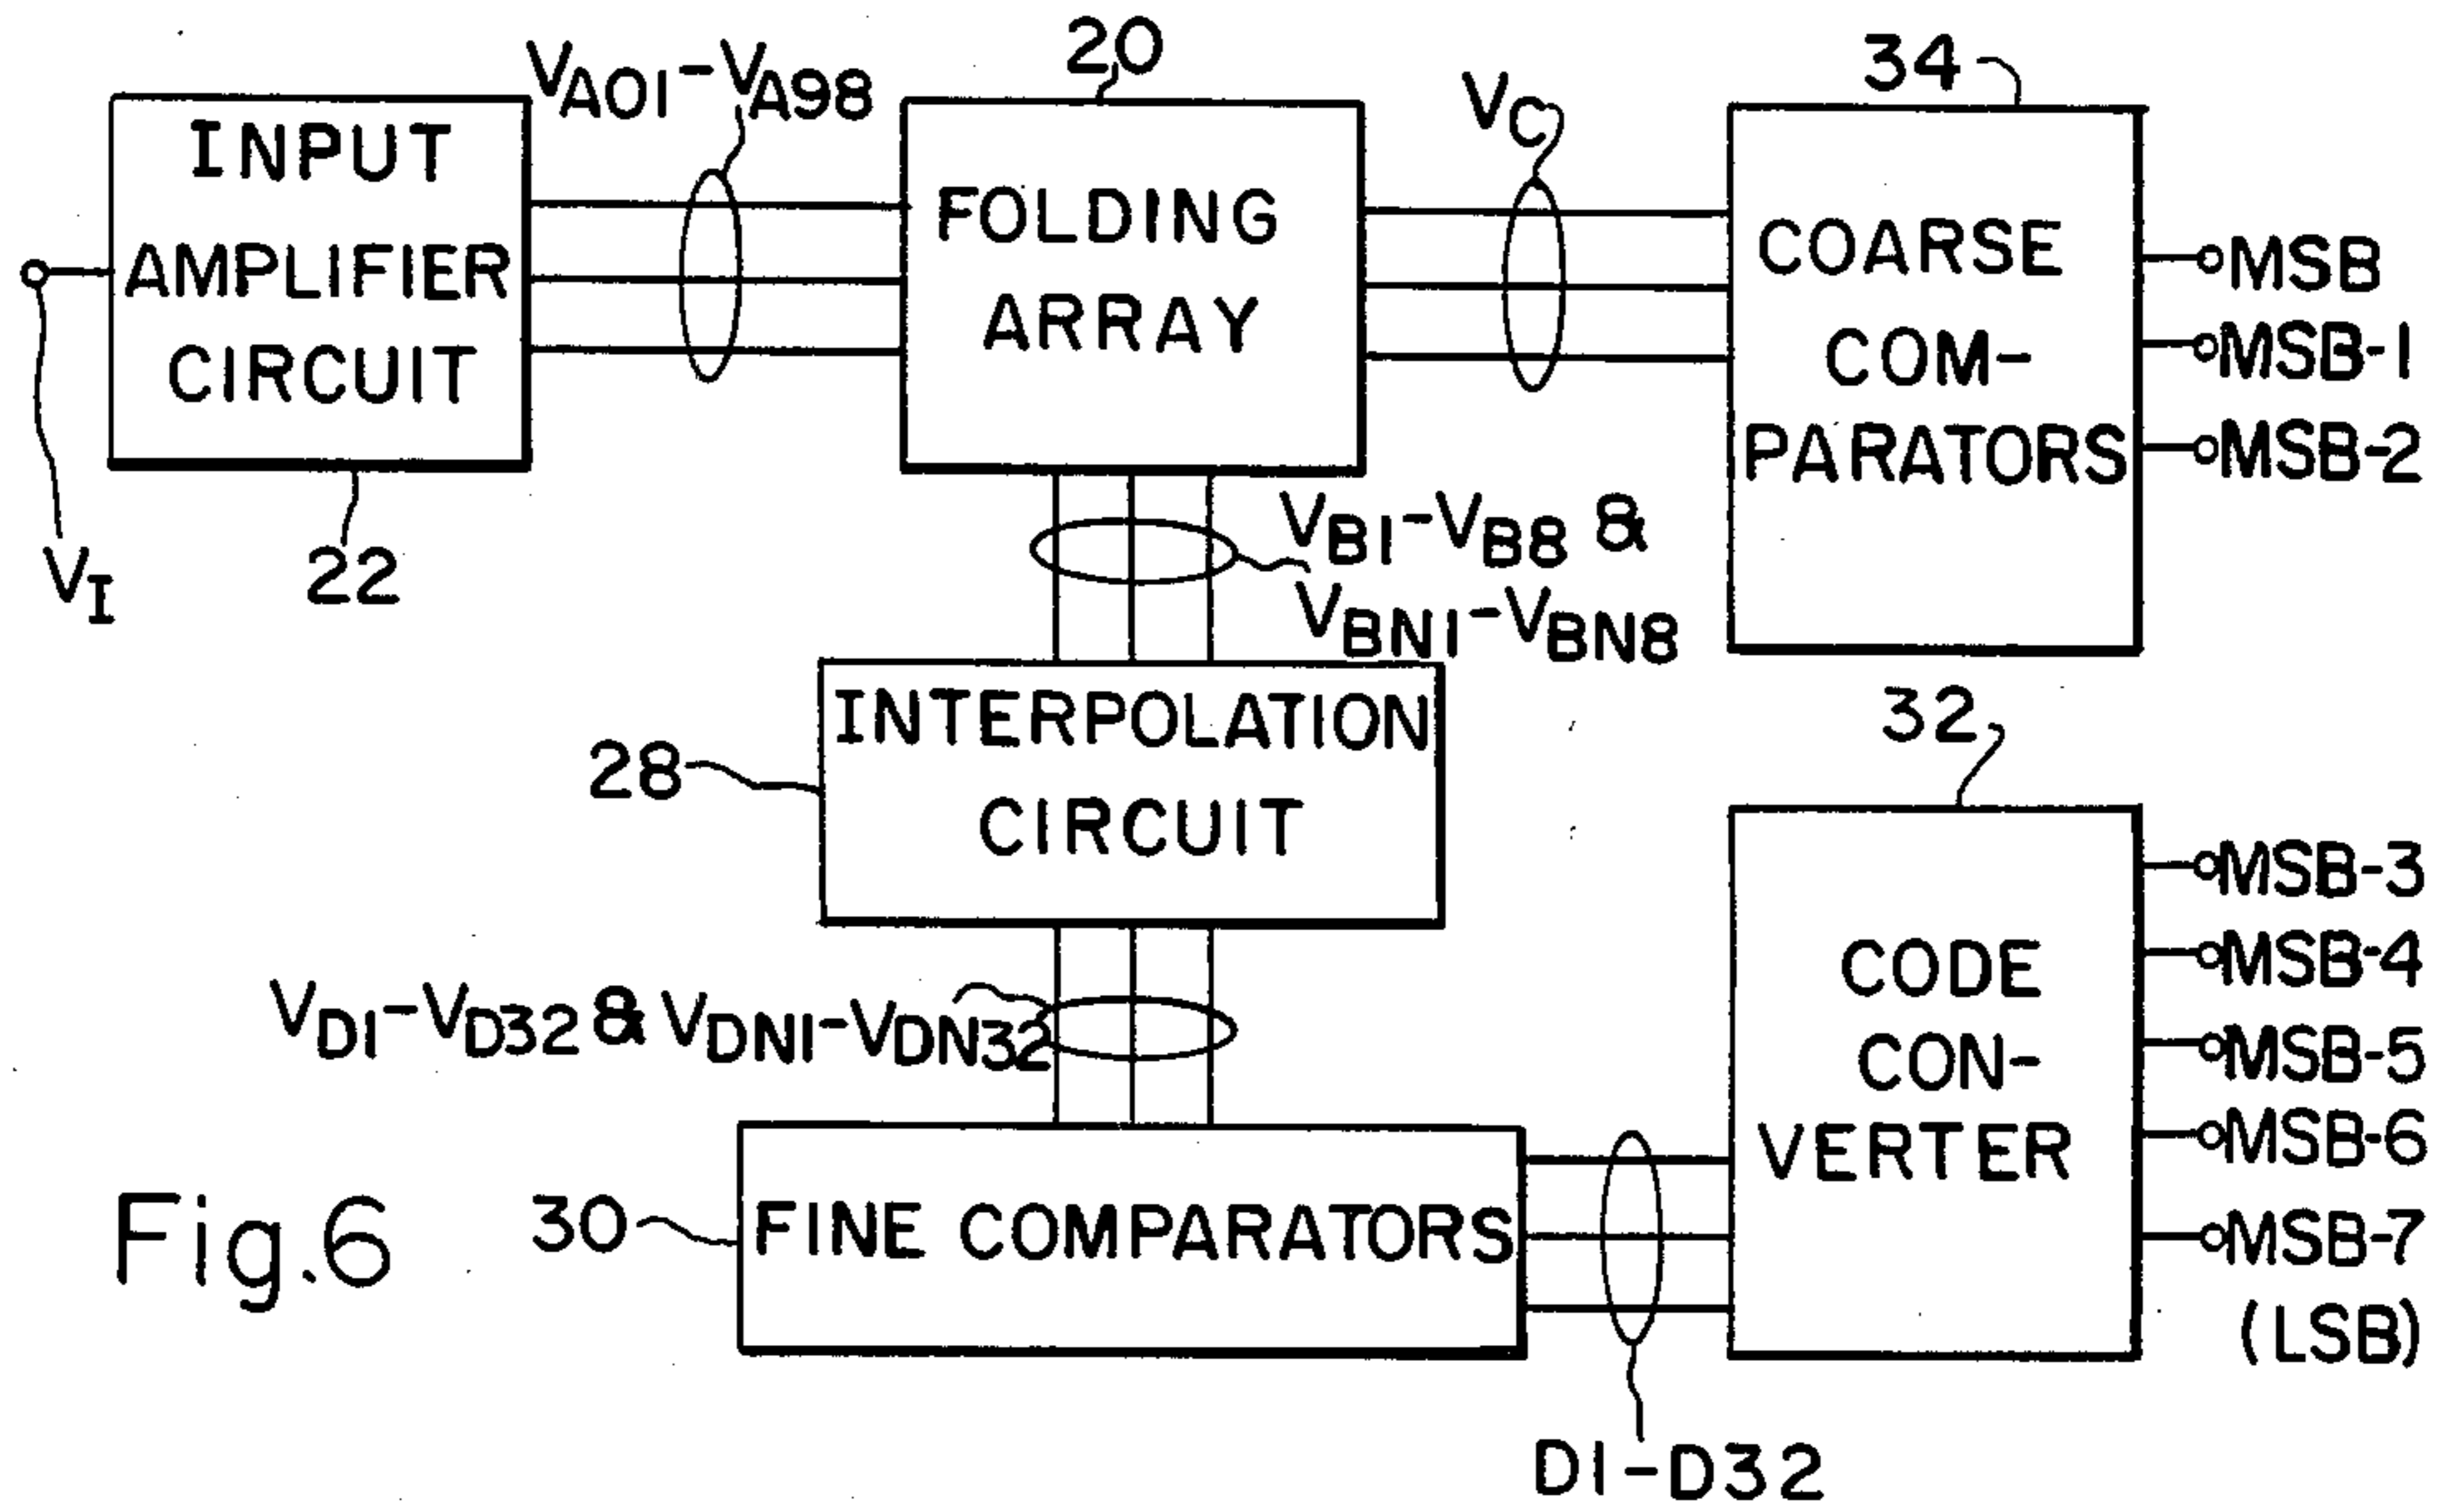 INPUT
AMPLIFIER
CIRCUIT
VI
22
VA01-VA98
20
FOLDING
ARRAY
VC
34
COARSE
COM-
PARATORS
MSB
MSB-1
MSB-2
VB1-VB8 &
VBN1-VBN8
28
INTERPOLATION
CIRCUIT
VD1-VD32 & VDN1-VDN32
30
FINE COMPARATORS
D1-D32
32
CODE
CON-
VERTER
MSB-3
MSB-4
MSB-5
MSB-6
MSB-7
(LSB)
Fig.6